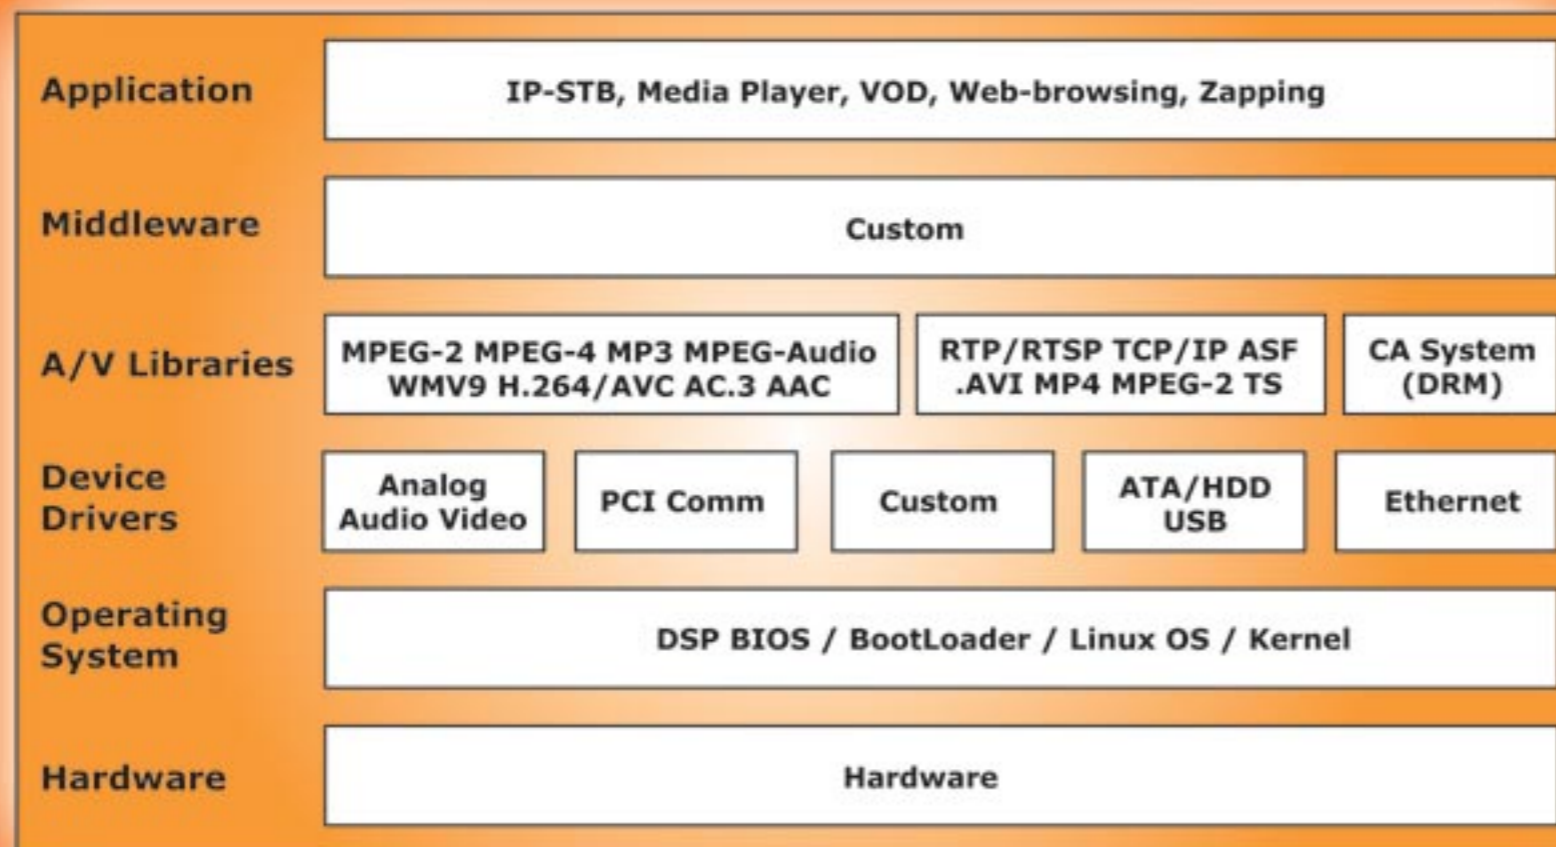 Application
IP-STB, Media Player, VOD, Web-browsing, Zapping
Middleware
Custom
A/V Libraries
MPEG-2 MPEG-4 MP3 MPEG-Audio
WMV9 H.264/AVC AC.3 AAC
RTP/RTSP TCP/IP ASF
.AVI MP4 MPEG-2 TS
CA System
(DRM)
Device
Drivers
Analog
Audio Video
PCI Comm
Custom
ATA/HDD
USB
Ethernet
Operating
System
DSP BIOS / BootLoader / Linux OS / Kernel
Hardware
Hardware